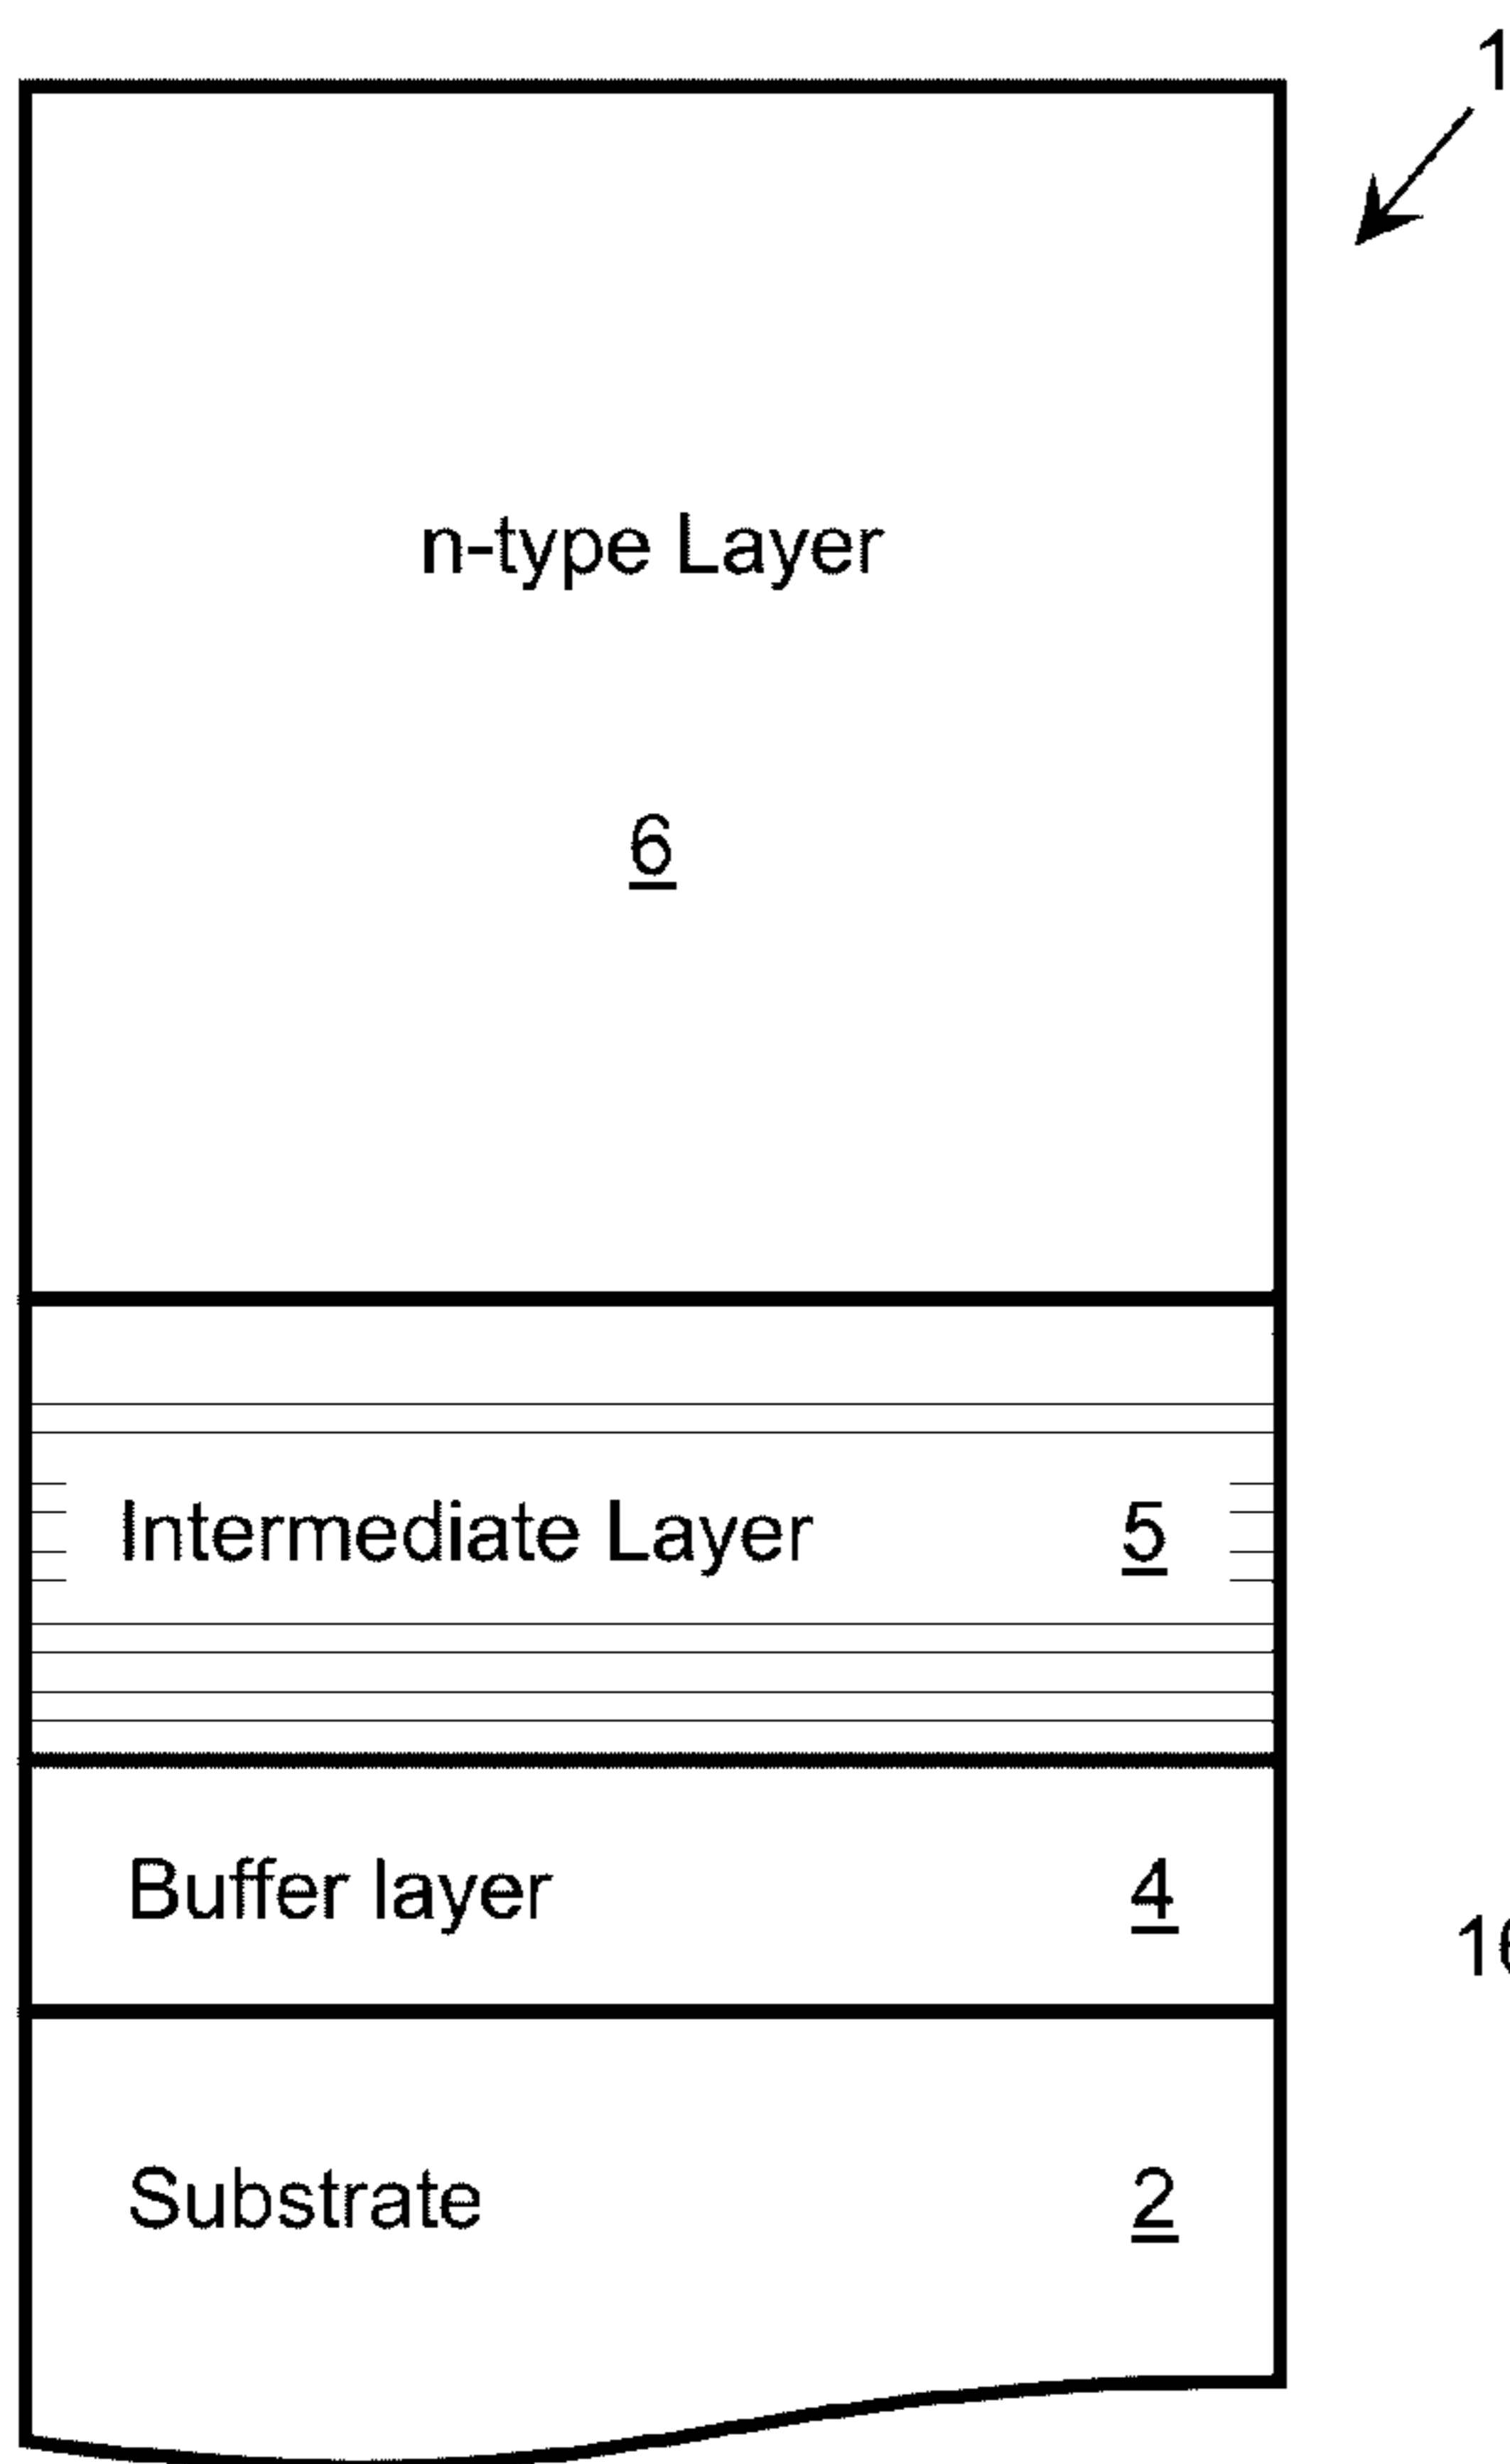 1
n-type Layer
6
Intermediate Layer 5
Buffer layer 4
Substrate 2